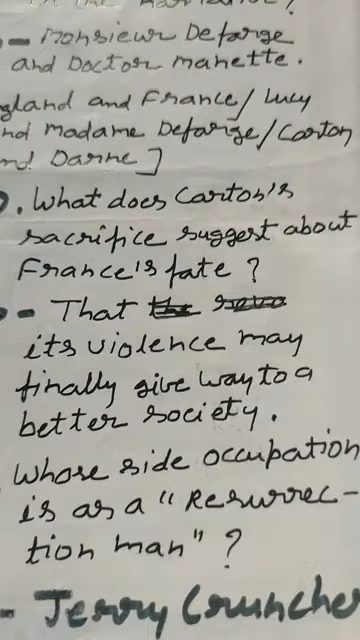 - Monsieur Defarge
and Doctor manette.
gland and France/Lucy
nd madame Defarge/Carton
nd Darne]
. What does Carton's
sacrifice suggest about
France's fate?
- That
its violence may
finally give way to a
better society.
Whose side occupation
is as a "Resurrec-
tion man"?
- Jerry Cruncher